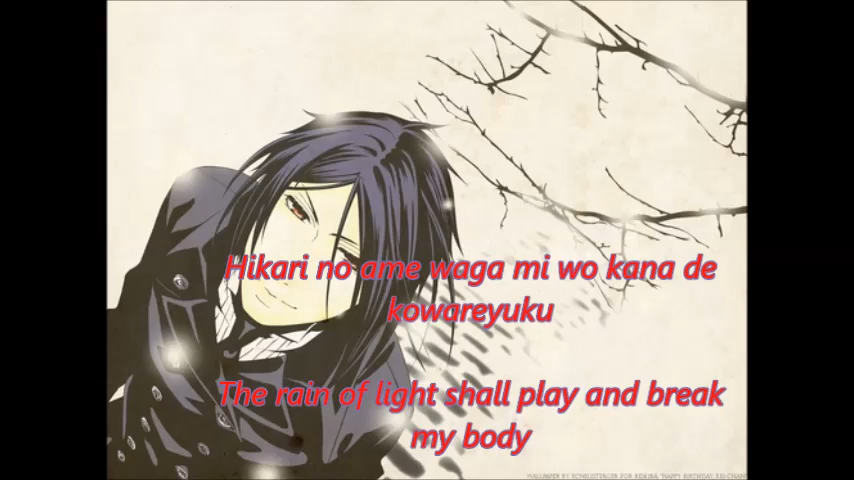 Hikari no ame waga mi wo kana de
kowareyuku
The rain of light shall play and break
my body